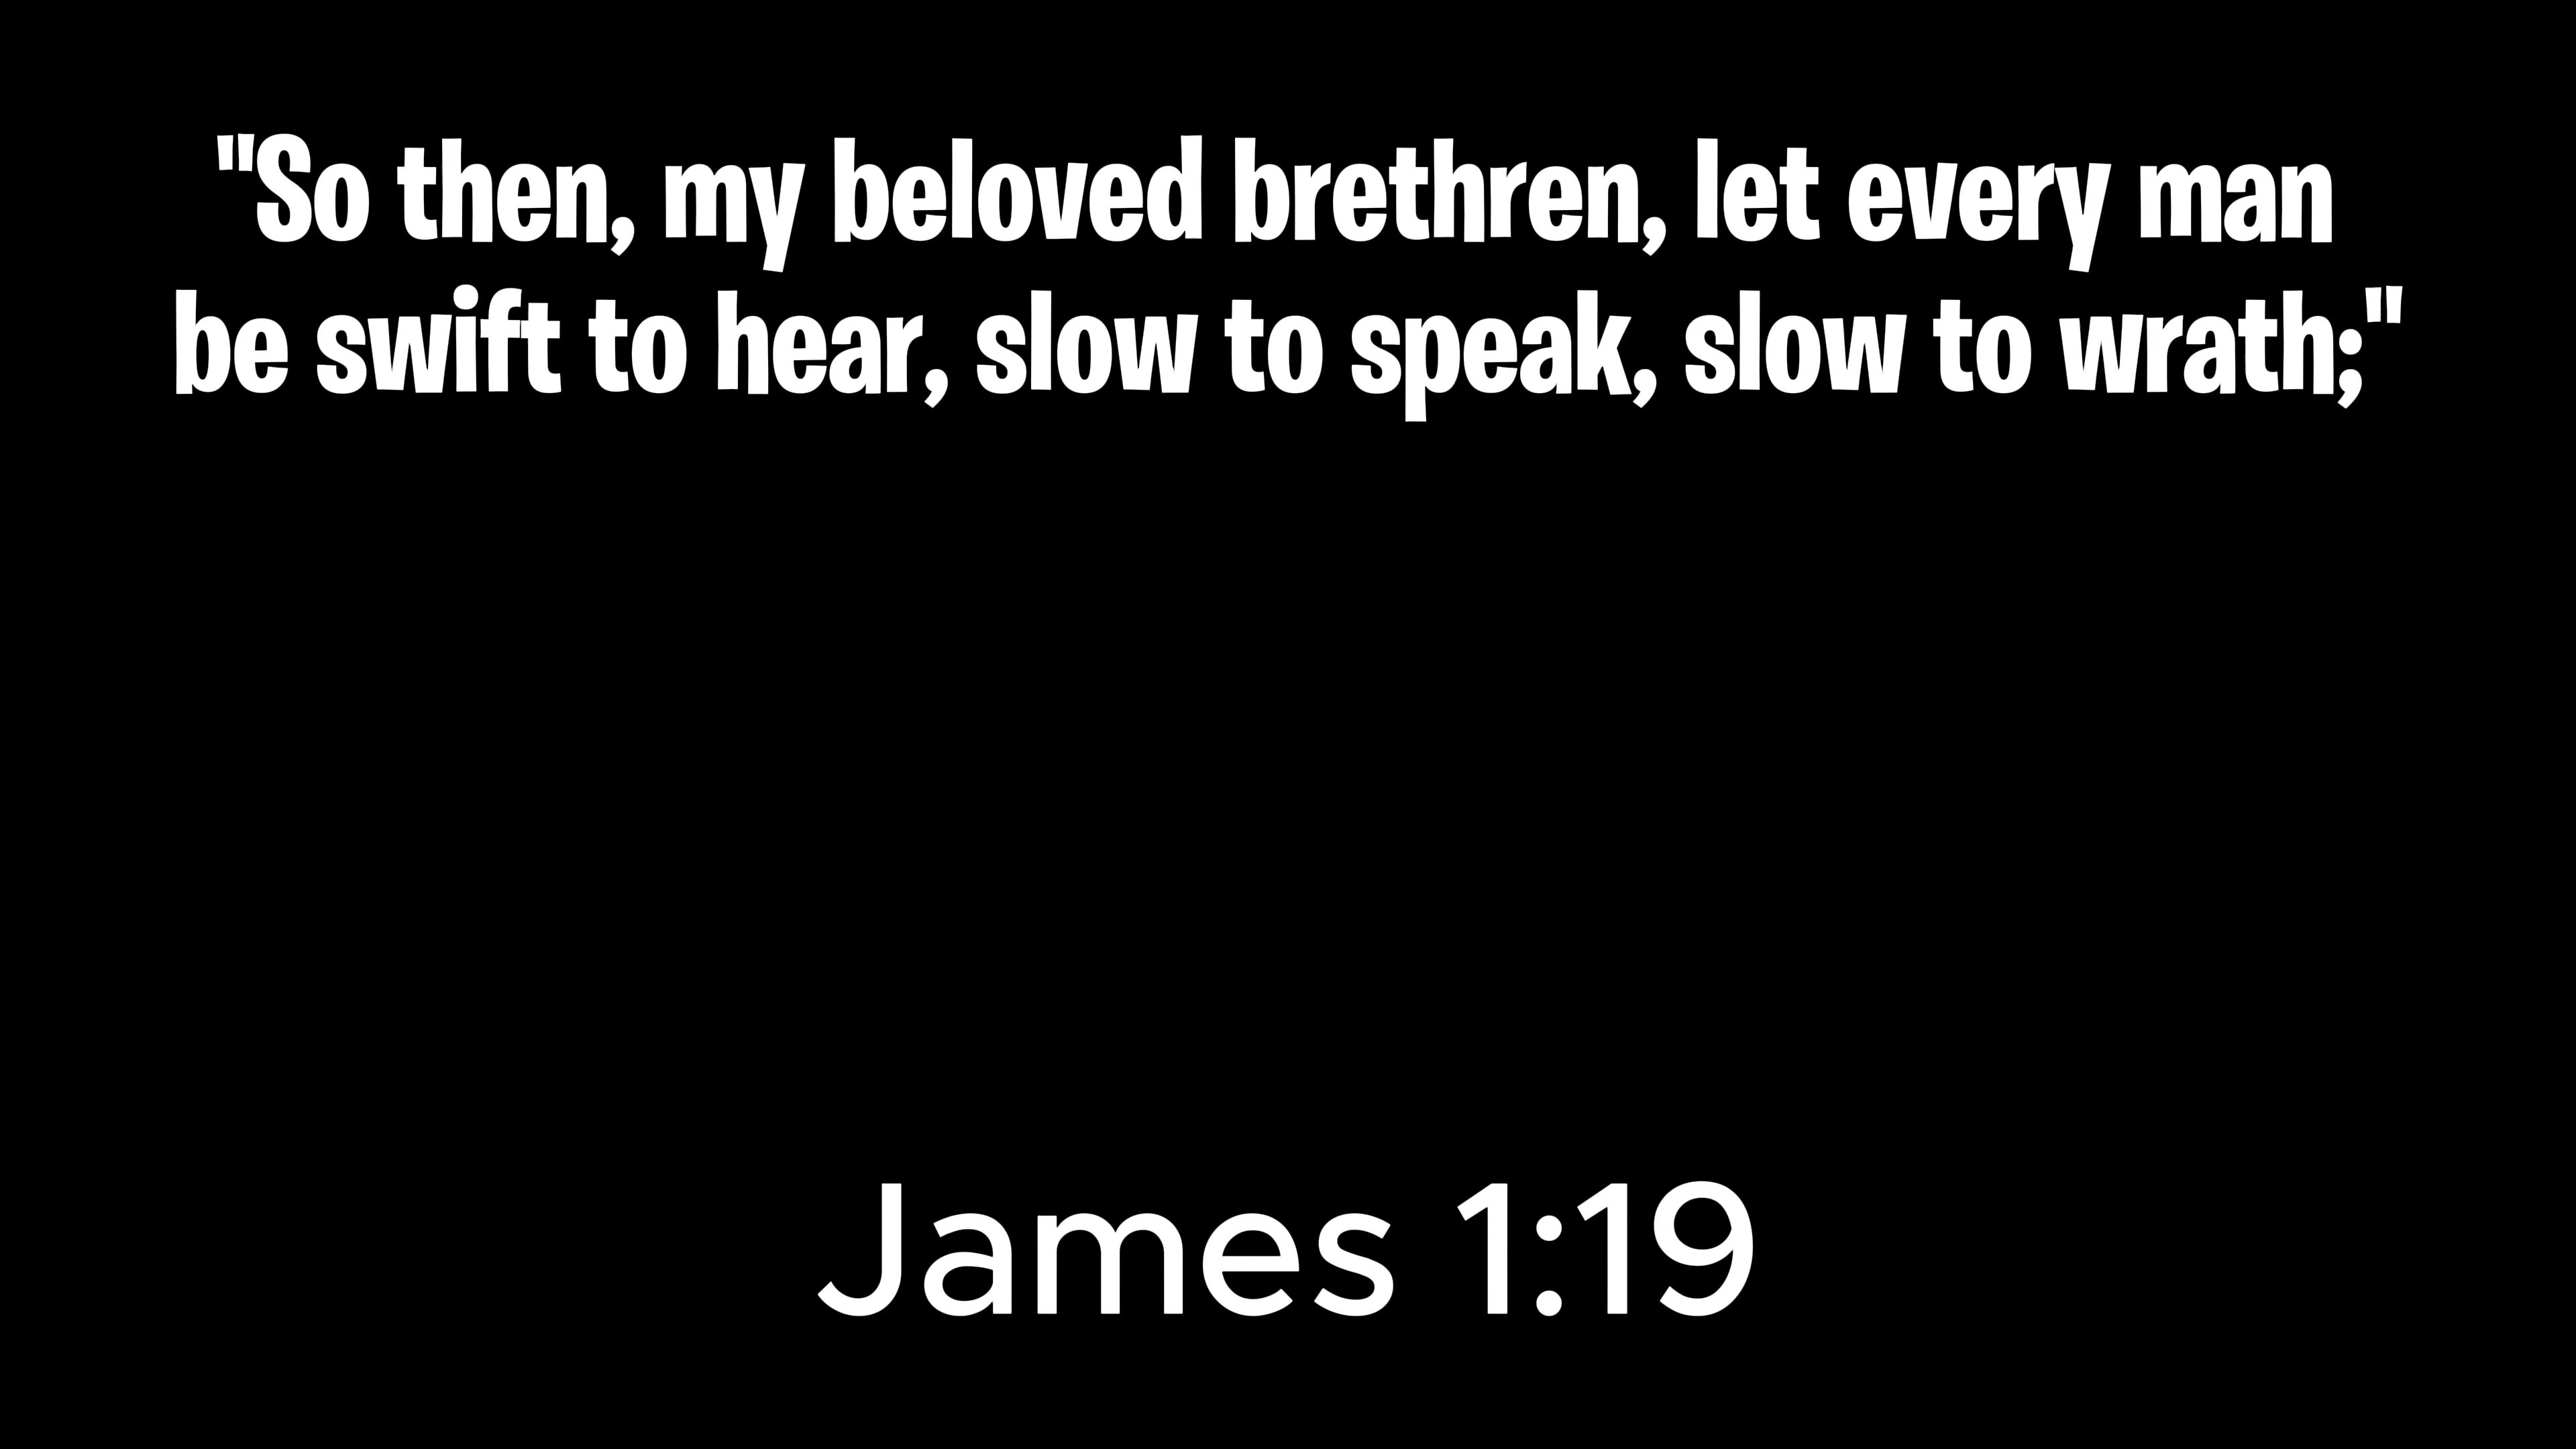 "So then, my beloved brethren, let every man
be swift to hear, slow to speak, slow to wrath;"
James 1:19